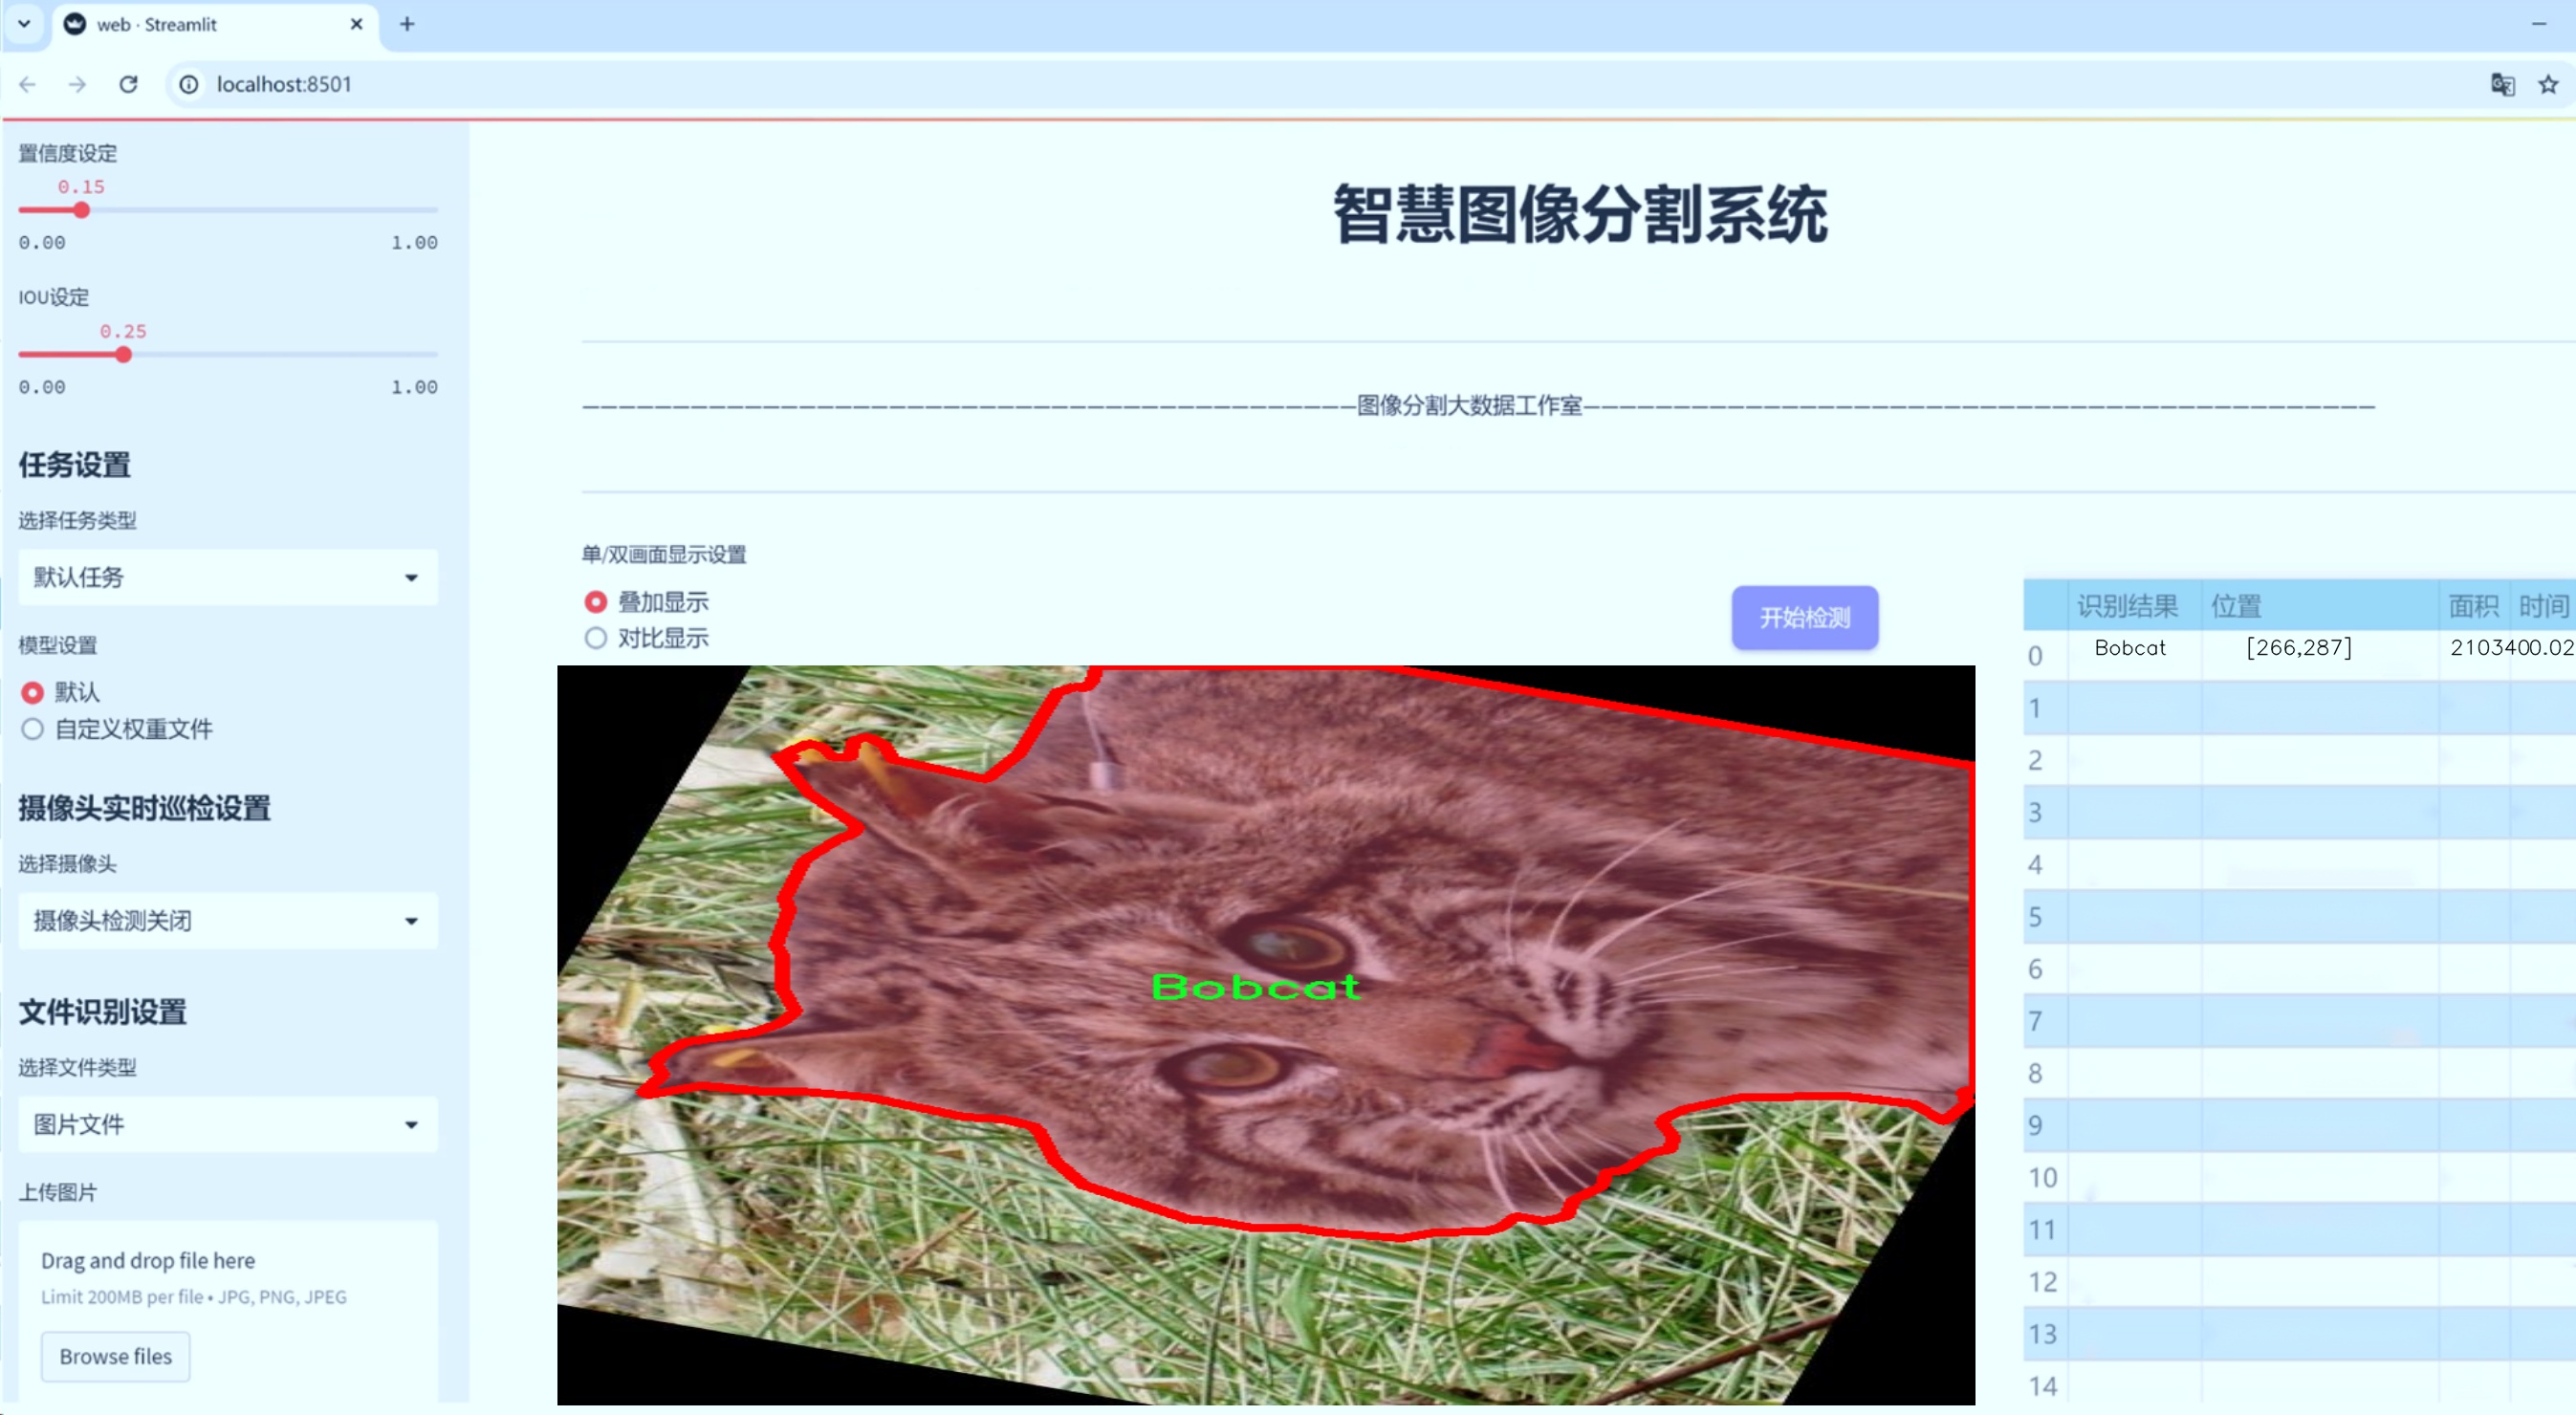 web · Streamlit
localhost:8501
置信度设定
0.15
0.00 1.00
IOU设定
0.25
0.00 1.00
任务设置
选择任务类型
默认任务
模型设置
默认
自定义权重文件
摄像头实时巡检设置
选择摄像头
摄像头检测关闭
文件识别设置
选择文件类型
图片文件
上传图片
Drag and drop file here
Limit 200MB per file • JPG, PNG, JPEG
Browse files
智慧图像分割系统
图像分割大数据工作室
单/双画面显示设置
叠加显示
对比显示
开始检测
Bobcat
识别结果 位置 面积 时间
0 Bobcat [266,287] 2103400.02
1
2
3
4
5
6
7
8
9
10
11
12
13
14